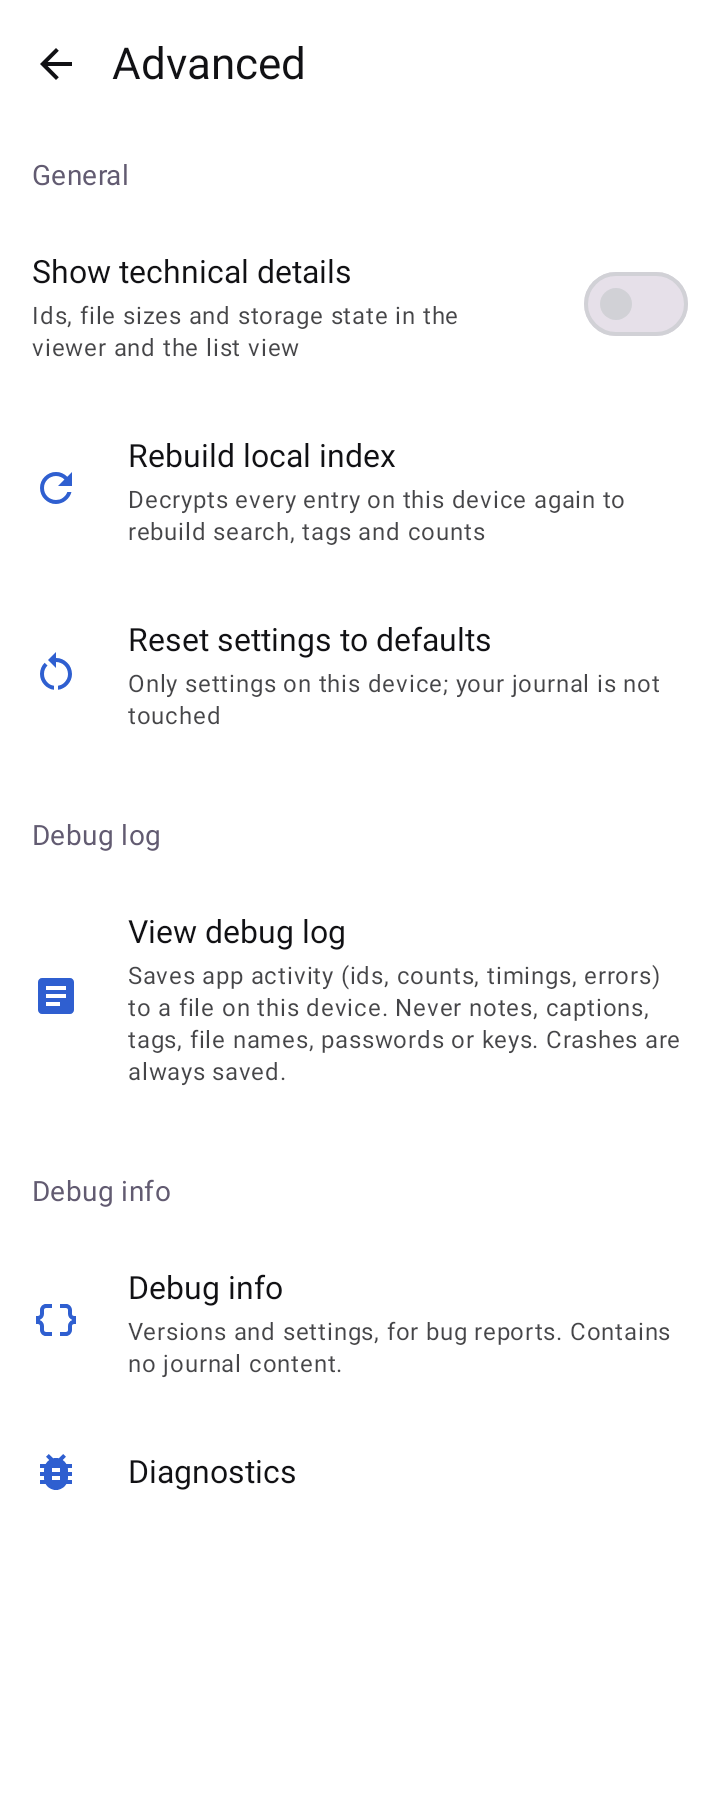 Advanced
General
Show technical details
Ids, file sizes and storage state in the
viewer and the list view
Rebuild local index
Decrypts every entry on this device again to
rebuild search, tags and counts
Reset settings to defaults
Only settings on this device; your journal is not
touched
Debug log
View debug log
Saves app activity (ids, counts, timings, errors)
to a file on this device. Never notes, captions,
tags, file names, passwords or keys. Crashes are
always saved.
Debug info
Debug info
Versions and settings, for bug reports. Contains
no journal content.
Diagnostics